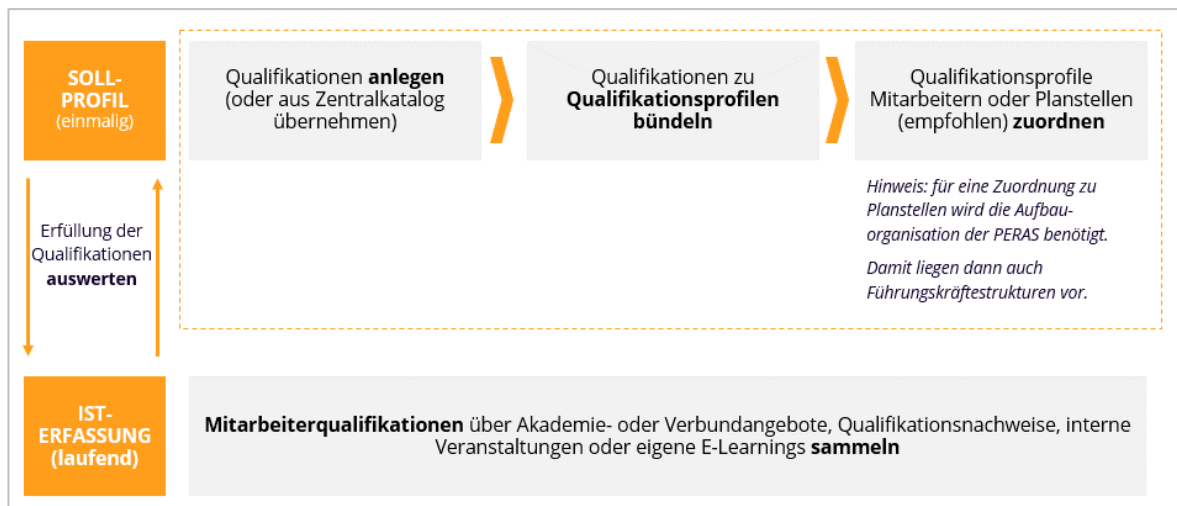 SOLL-
PROFIL
(einmalig)
Qualifikationen anlegen
(oder aus Zentralkatalog
übernehmen)
Qualifikationen zu
Qualifikationsprofilen
bündeln
Qualifikationsprofile
Mitarbeitern oder Planstellen
(empfohlen) zuordnen
Hinweis: für eine Zuordnung zu
Planstellen wird die Aufbau-
organisation der PERAS benötigt.
Damit liegen dann auch
Führungskräftestrukturen vor.
Erfüllung der
Qualifikationen
auswerten
IST-
ERFASSUNG
(laufend)
Mitarbeiterqualifikationen über Akademie- oder Verbundangebote, Qualifikationsnachweise, interne
Veranstaltungen oder eigene E-Learnings sammeln